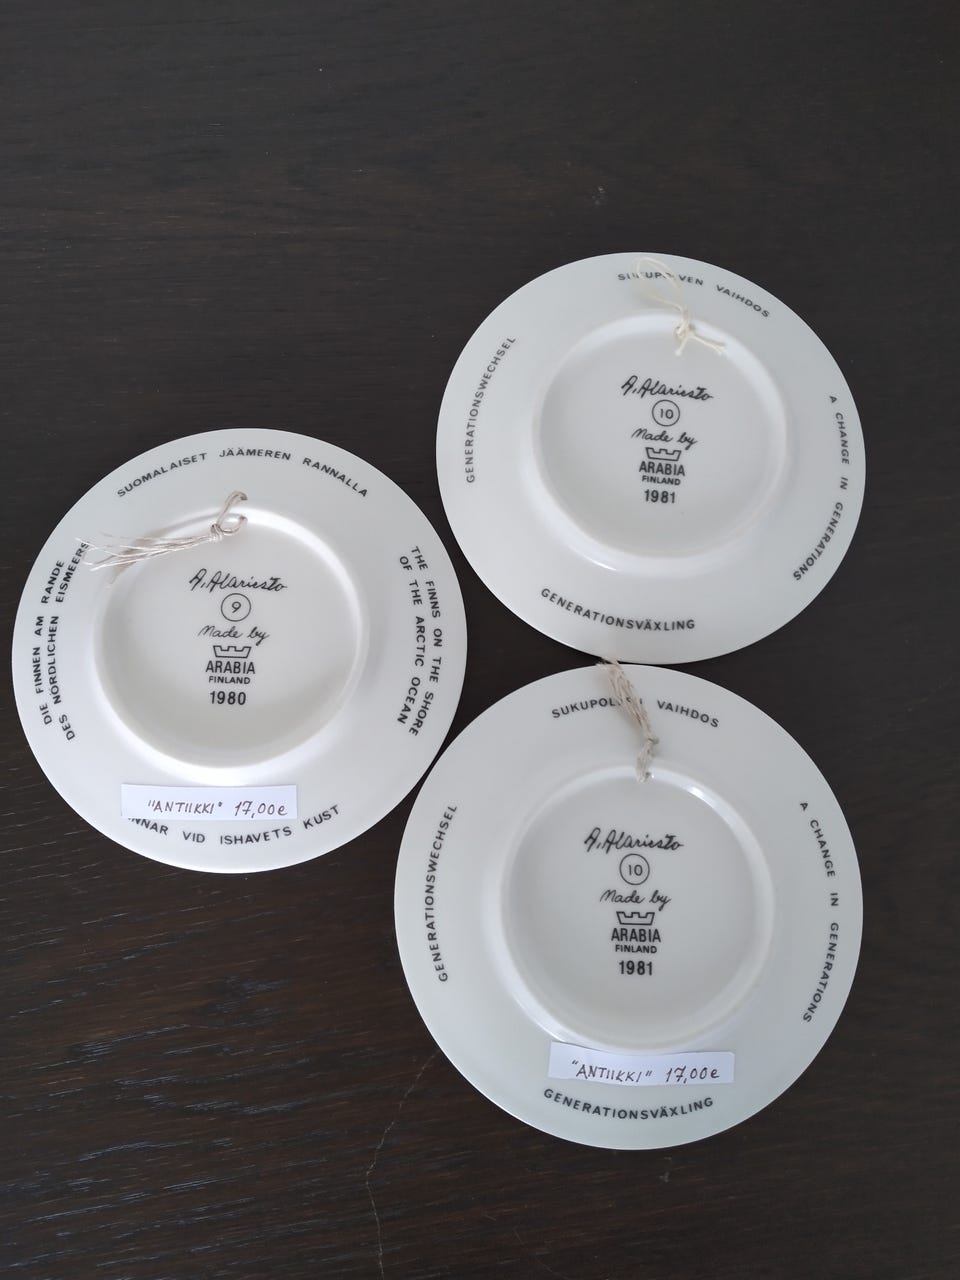 SUOMALAISET JÄÄMEREN RANNALLA
DIE FINNEN AM RANDE
DES NÖRDLICHEN EISMEERS
THE FINNS ON THE SHORE
OF THE ARCTIC OCEAN
A. Alariesto
9
Made by
ARABIA
FINLAND
1980
"ANTIIKKI" 17,00e
VID ISHAVETS KUST
VAIHDOS
GENERATIONSWECHSEL
A CHANGE IN GENERATIONS
A. Alariesto
10
Made by
ARABIA
FINLAND
1981
GENERATIONSVÄXLING
VAIHDOS
GENERATIONSWECHSEL
A CHANGE IN GENERATIONS
A. Alariesto
10
Made by
ARABIA
FINLAND
1981
"ANTIIKKI" 17,00e
GENERATIONSVÄXLING